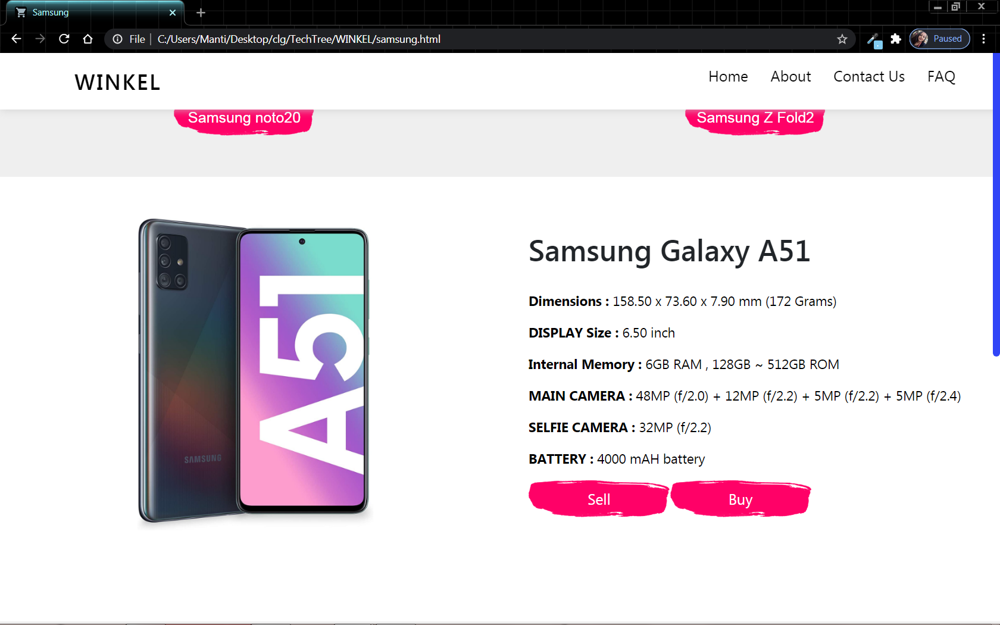 Samsung
File
C:/Users/Manti/Desktop/clg/TechTree/WINKEL/samsung.html
Paused
WINKEL
Home About Contact Us FAQ
Samsung noto20
Samsung Z Fold2
A51
SAMSUNG
Samsung Galaxy A51
Dimensions : 158.50 x 73.60 x 7.90 mm (172 Grams)
DISPLAY Size : 6.50 inch
Internal Memory : 6GB RAM , 128GB ~ 512GB ROM
MAIN CAMERA : 48MP (f/2.0) + 12MP (f/2.2) + 5MP (f/2.2) + 5MP (f/2.4)
SELFIE CAMERA : 32MP (f/2.2)
BATTERY : 4000 mAH battery
Sell
Buy